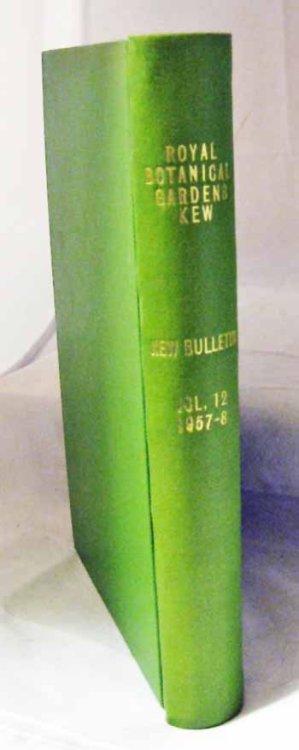 ROYAL
BOTANICAL
GARDENS
KEW
KEW BULLETIN
VOL. 12
1957-8